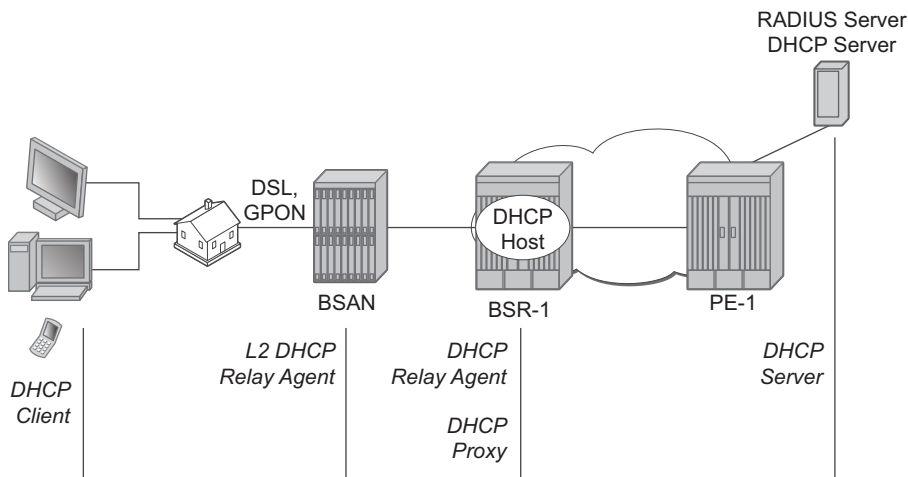 RADIUS Server
DHCP Server
DSL,
GPON
DHCP
Host
BSAN
BSR-1
PE-1
DHCP
Client
L2 DHCP
Relay Agent
DHCP
Relay Agent
DHCP
Proxy
DHCP
Server